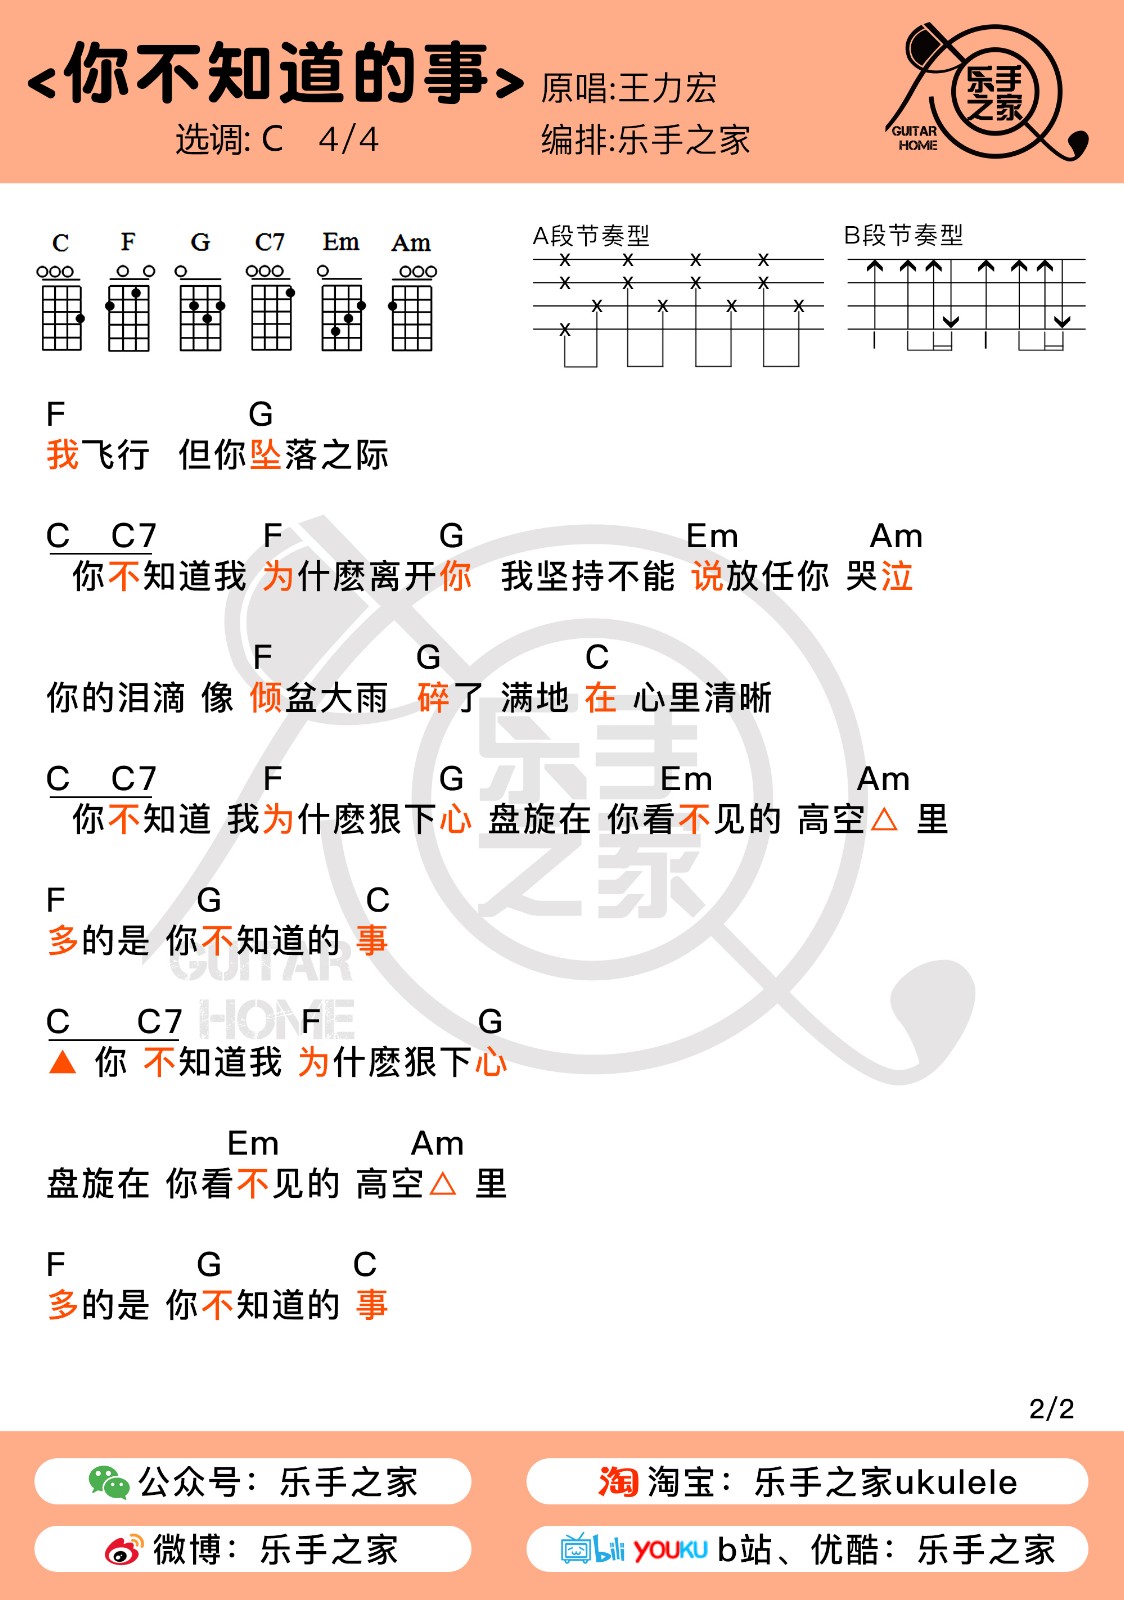 <你不知道的事>
原唱:王力宏
选调: C 4/4
编排:乐手之家
乐手之家
GUITAR HOME
C F G C7 Em Am
A段节奏型
B段节奏型
F G
我飞行 但你坠落之际
C C7 F G Em Am
你不知道我 为什麽离开你 我坚持不能 说放任你 哭泣
F G C
你的泪滴 像 倾盆大雨 碎了 满地 在 心里清晰
C C7 F G Em Am
你不知道 我为什麽狠下心 盘旋在 你看不见的 高空△ 里
F G C
多的是 你不知道的 事
C C7 F G
▲ 你 不知道我 为什麽狠下心
Em Am
盘旋在 你看不见的 高空△ 里
F G C
多的是 你不知道的 事
乐手之家
GUITAR HOME
2/2
公众号：乐手之家
淘 淘宝：乐手之家ukulele
微博：乐手之家
bili YOUKU b站、优酷：乐手之家